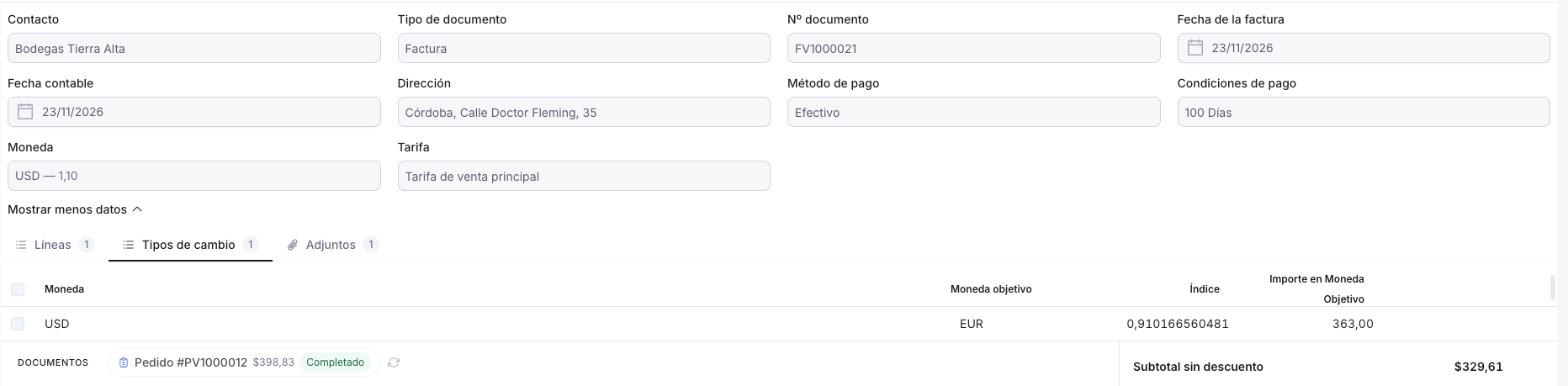 Contacto
Tipo de documento
Nº documento
Fecha de la factura
Bodegas Tierra Alta
Factura
FV1000021
23/11/2026
Fecha contable
Dirección
Método de pago
Condiciones de pago
23/11/2026
Córdoba, Calle Doctor Fleming, 35
Efectivo
100 Días
Moneda
Tarifa
USD — 1,10
Tarifa de venta principal
Mostrar menos datos
Líneas 1
Tipos de cambio 1
Adjuntos 1
Moneda
Moneda objetivo
Índice
Importe en Moneda
Objetivo
USD
EUR
0,910166560481
363,00
DOCUMENTOS
Pedido #PV1000012 $398,83 Completado
Subtotal sin descuento
$329,61